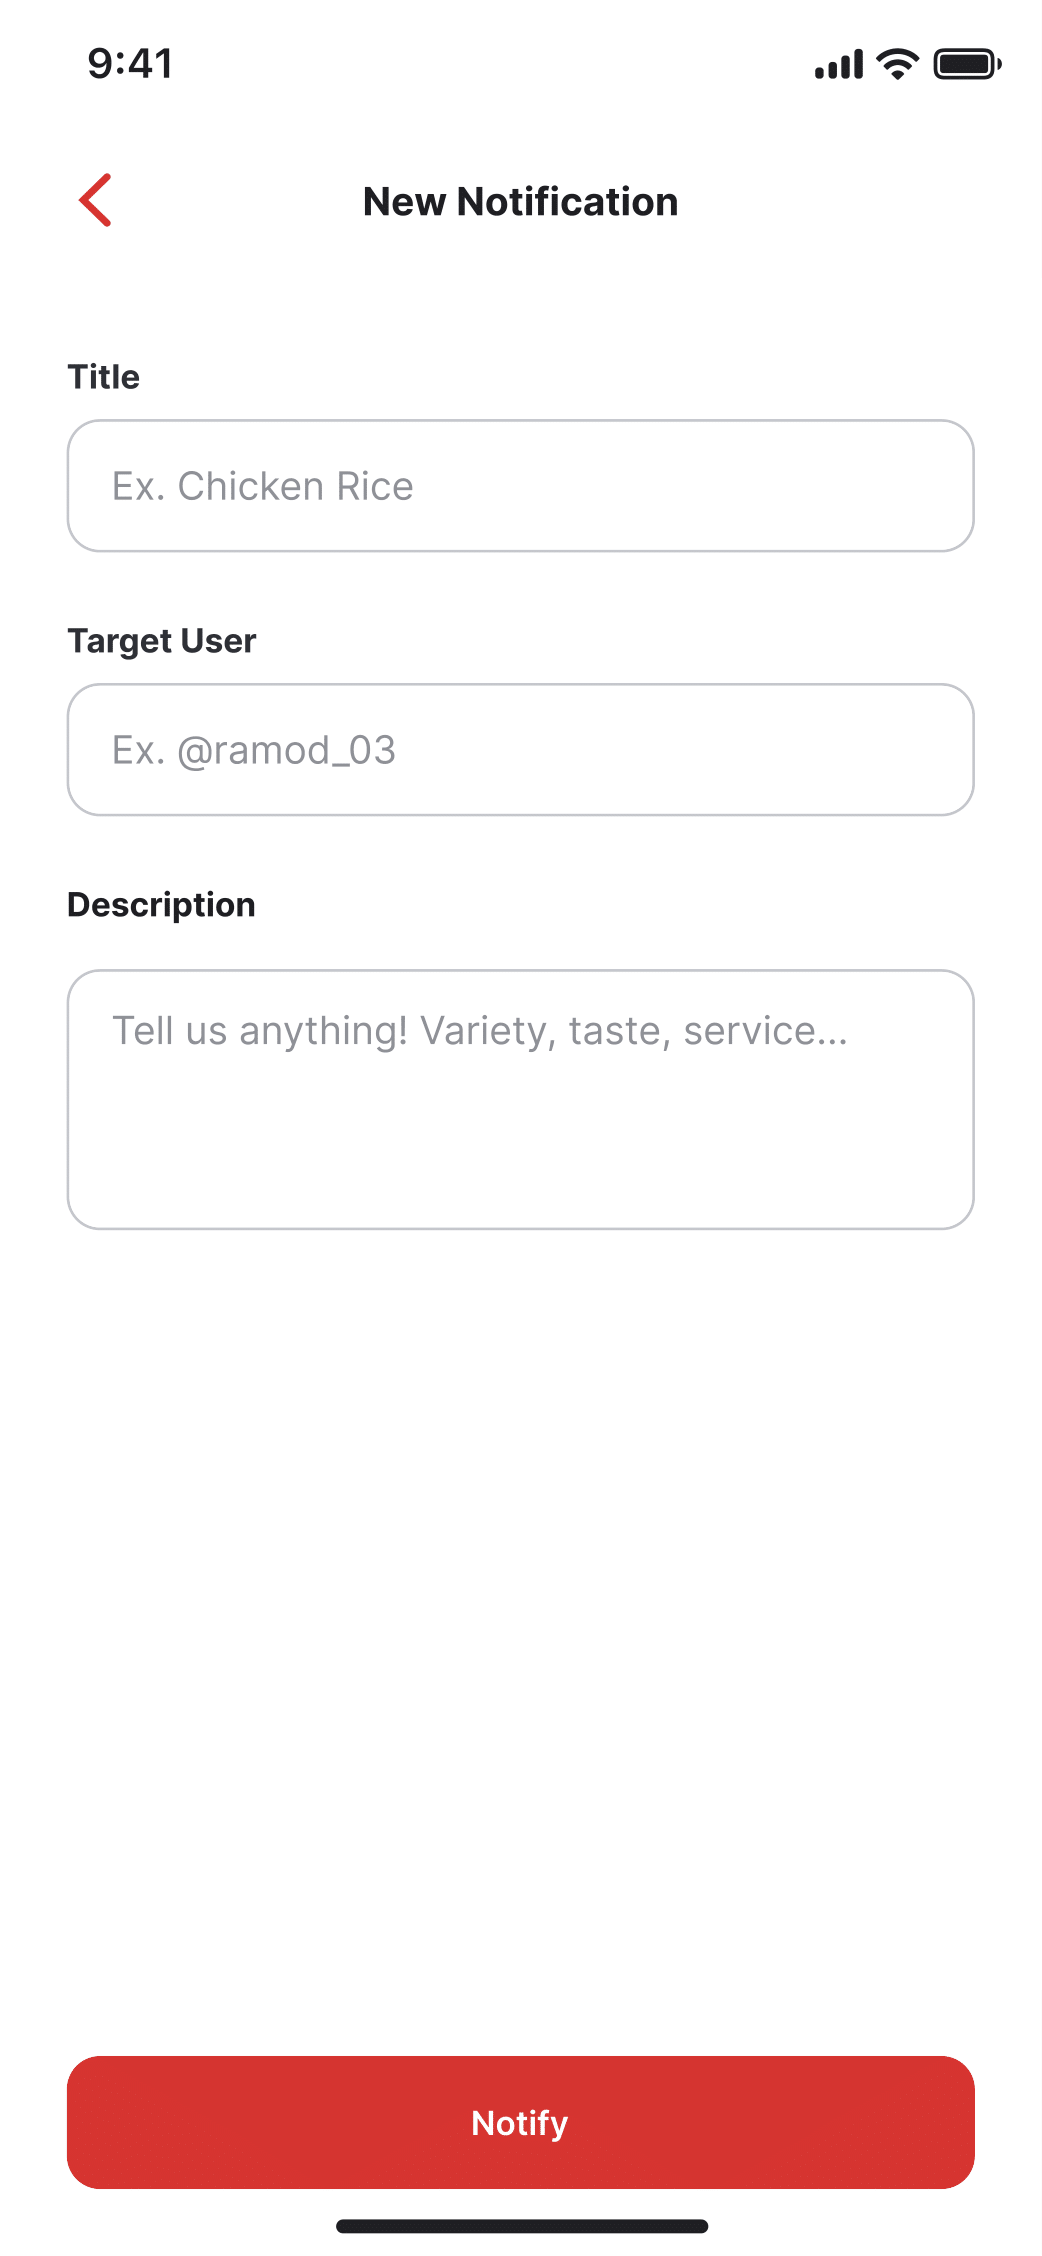 9:41
New Notification
Title
Ex. Chicken Rice
Target User
Ex. @ramod_03
Description
Tell us anything! Variety, taste, service...
Notify